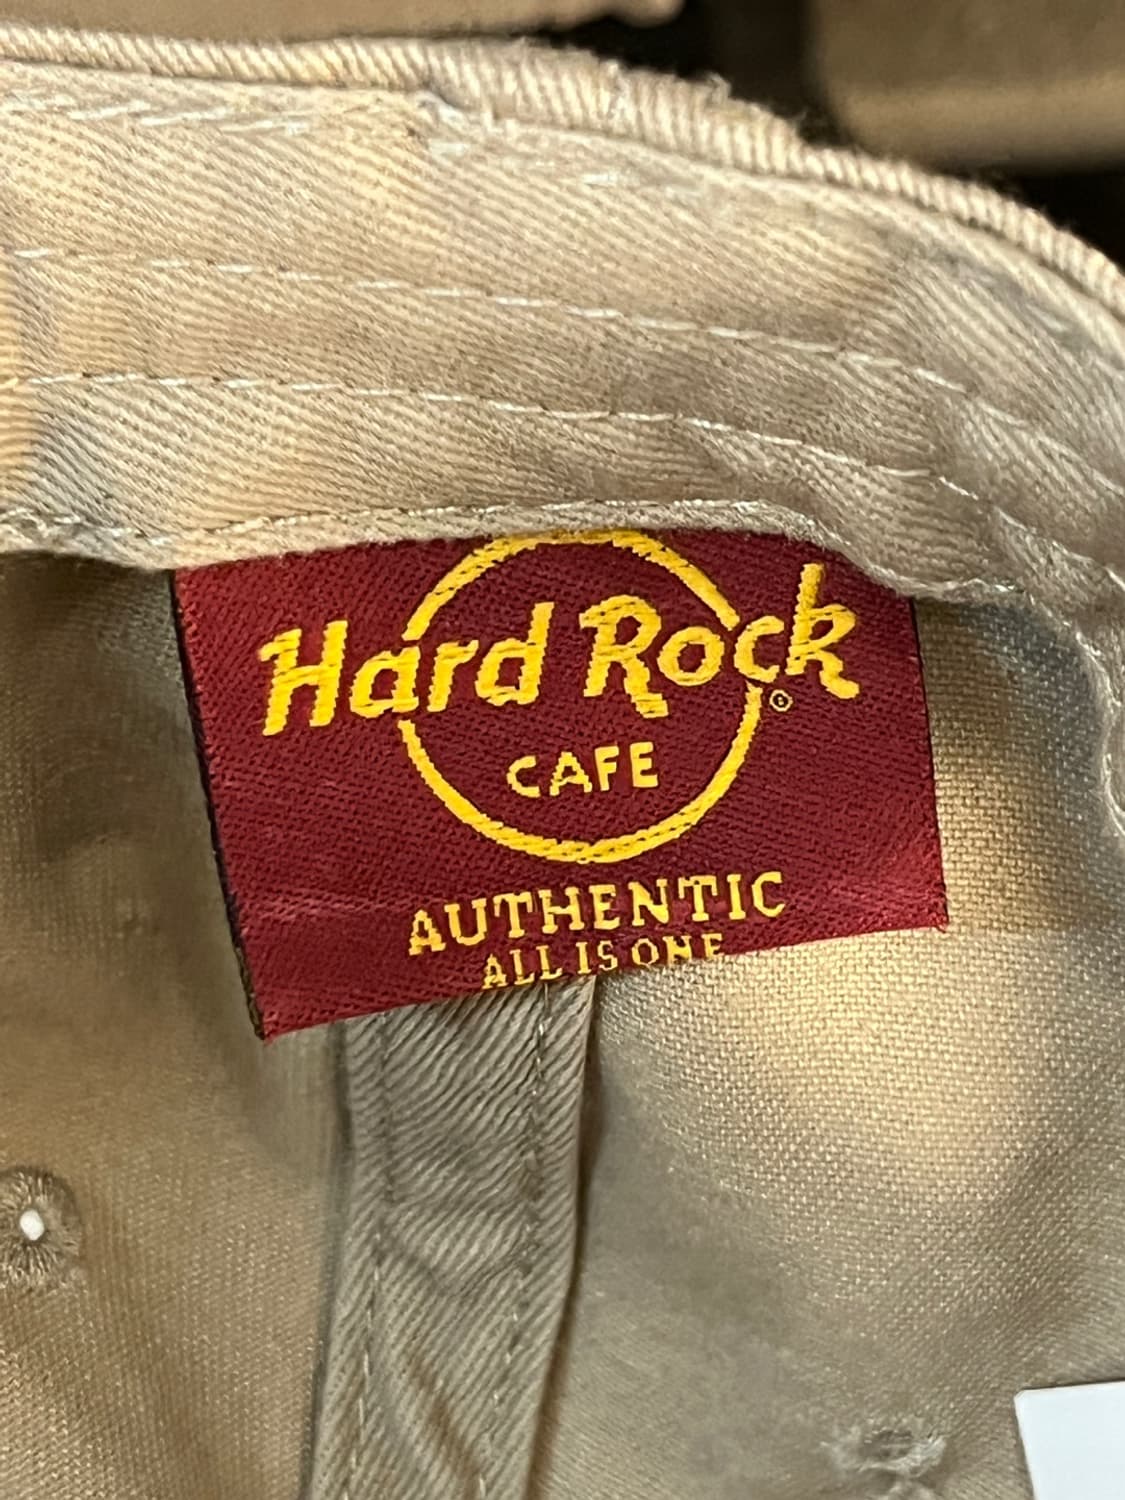 Hard Rock
CAFE
®
AUTHENTIC
ALL IS ONE